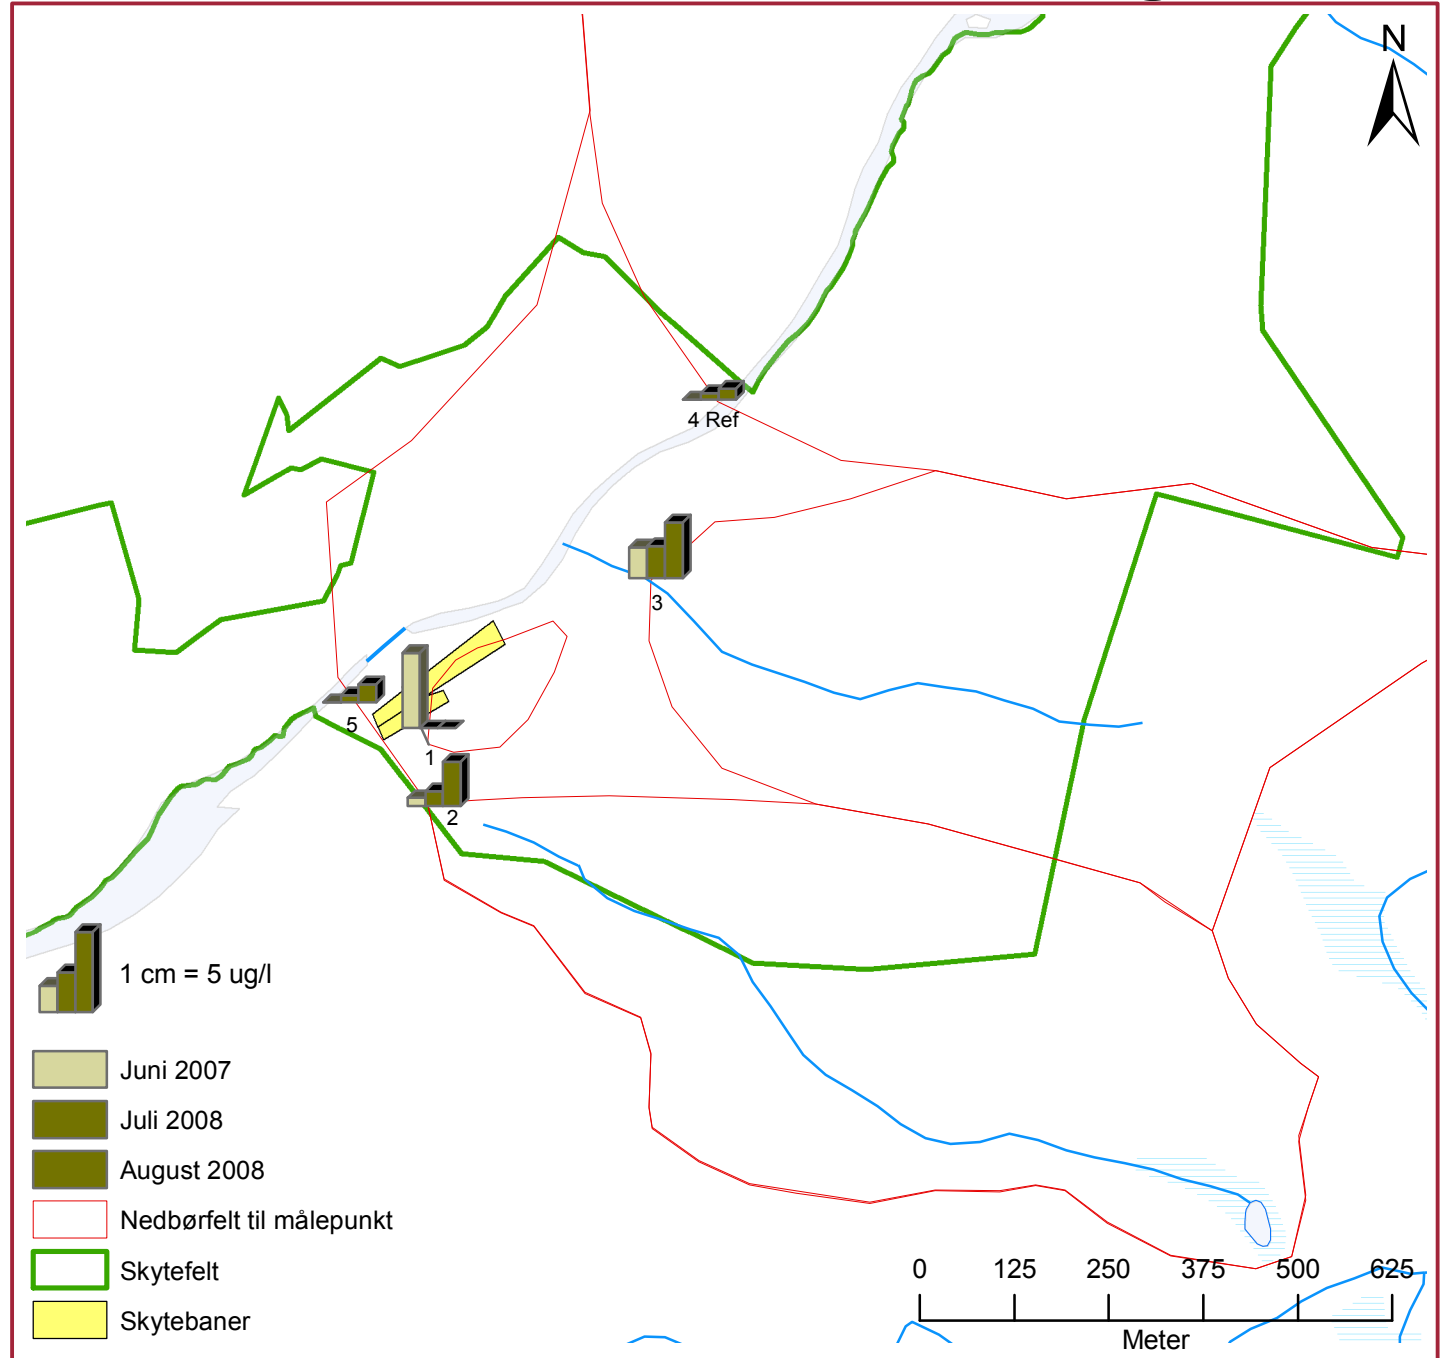 N
4 Ref
3
5
1
2
1 cm = 5 ug/l
Juni 2007
Juli 2008
August 2008
Nedbørfelt til målepunkt
Skytefelt
Skytebaner
0 125 250 375 500 625
Meter